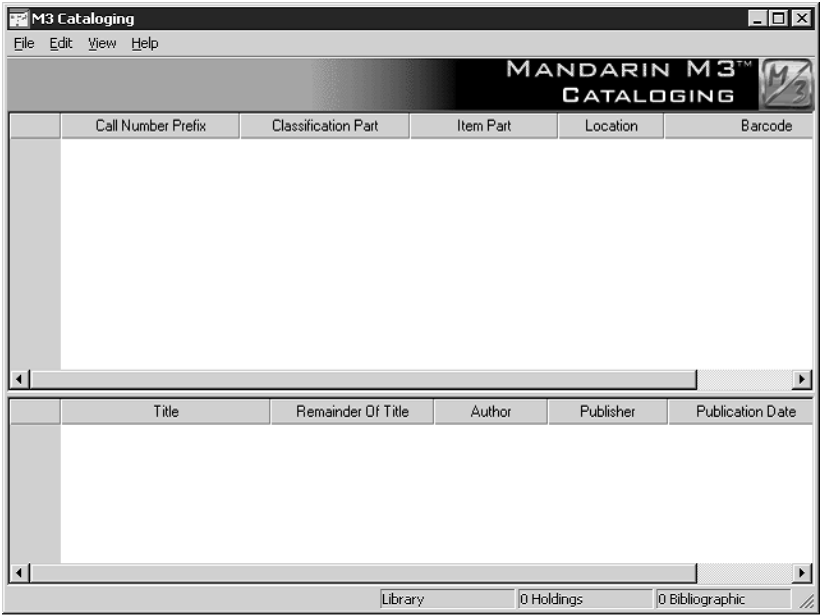 M3 Cataloging
File Edit View Help
MANDARIN M3™
CATALOGING
Call Number Prefix Classification Part Item Part Location Barcode
Title Remainder Of Title Author Publisher Publication Date
Library 0 Holdings 0 Bibliographic